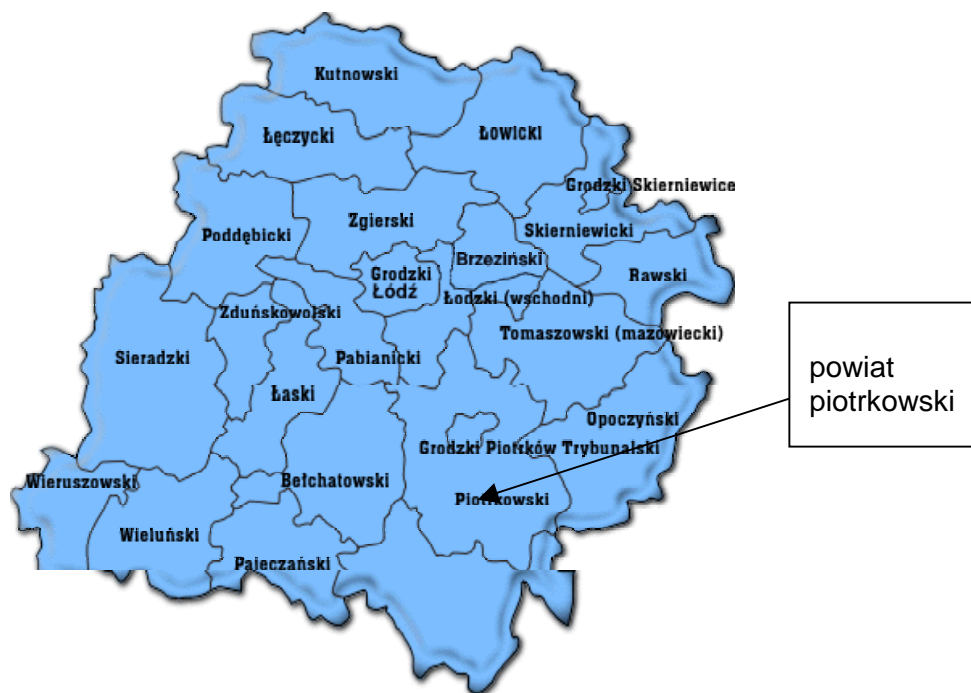 Kutnowski
Łęczycki
Łowicki
Grodzki Skierniewice
Zgierski
Skierniewicki
Poddębicki
Brzeziński
Grodzki
Łódź
Rawski
Łodzki (wschodni)
Zduńskowolski
Tomaszowski (mazowiecki)
Sieradzki
Pabianicki
Łaski
powiat
piotrkowski
Opoczyński
Grodzki Piotrków Trybunalski
Wieruszowski
Bełchatowski
Piotrkowski
Wieluński
Pajęczański